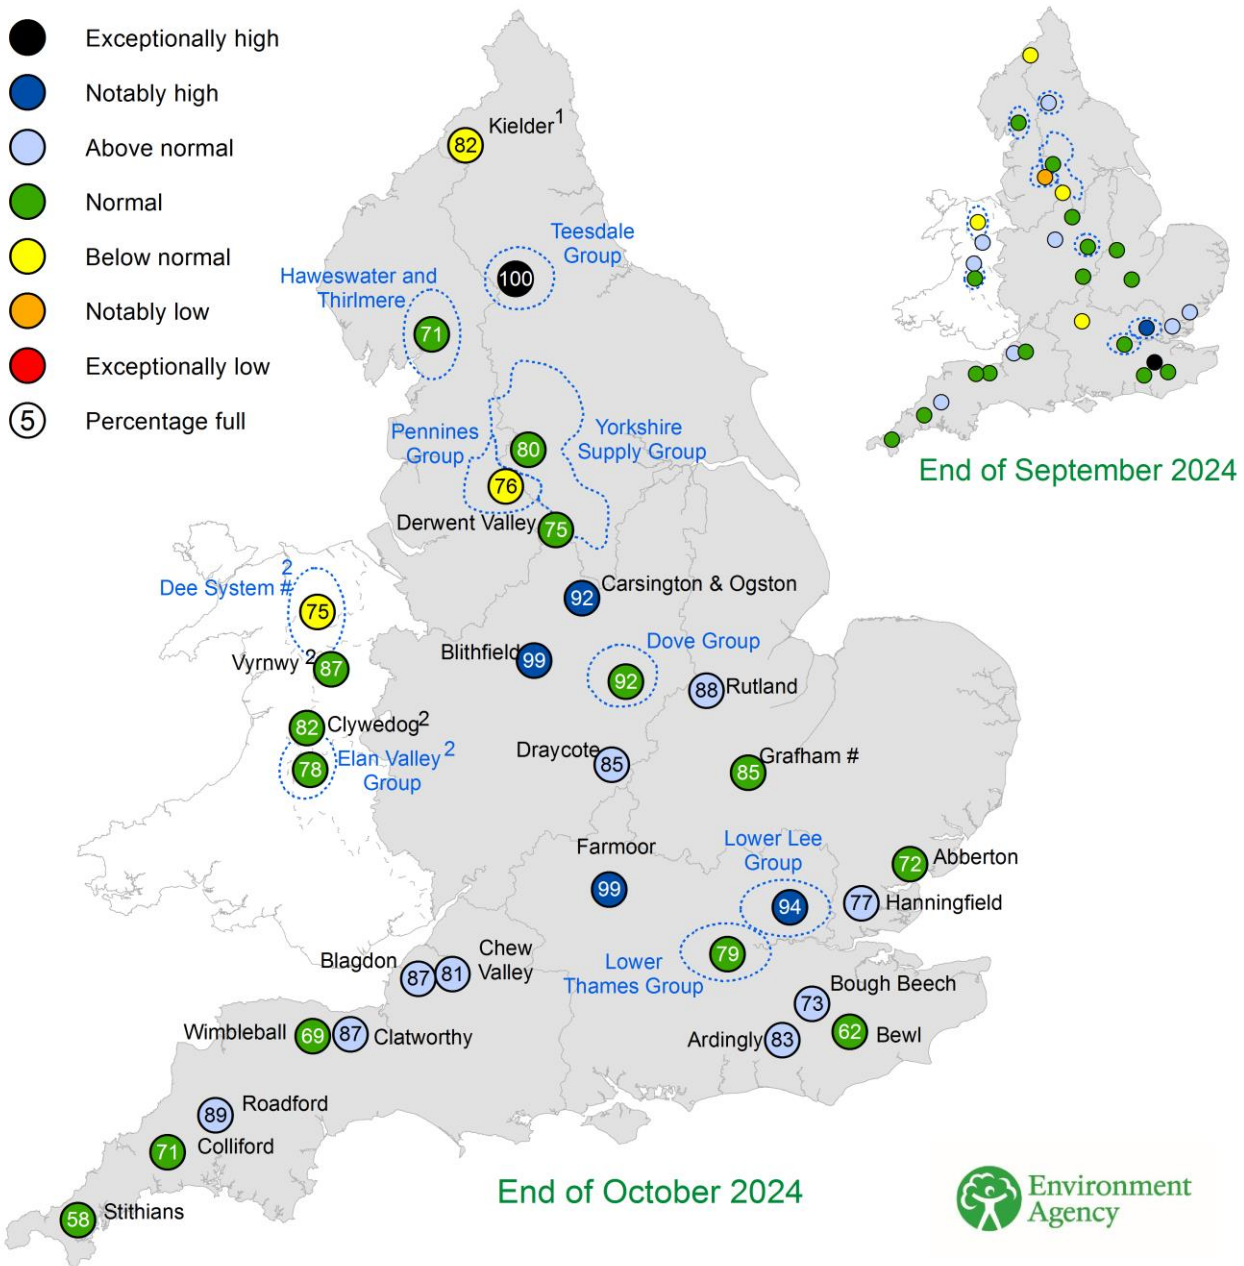 Exceptionally high
Notably high
Above normal
Normal
Below normal
Notably low
Exceptionally low
5 Percentage full
Kielder1
82
Teesdale
Group
100
Haweswater and
Thirlmere
71
Pennines
Group
76
Yorkshire
Supply Group
80
Derwent Valley
75
Dee System #2
75
Carsington & Ogston
92
Vyrnwy 2
87
Blithfield
99
Dove Group
92
Rutland
88
Clywedog2
82
Elan Valley2
Group
78
Draycote
85
Grafham #
85
Farmoor
99
Lower Lee
Group
94
Abberton
72
Hanningfield
77
Lower
Thames Group
79
Blagdon
87
Chew
Valley
81
Bough Beech
73
Ardingly
83
Bewl
62
Wimbleball
69
Clatworthy
87
Roadford
89
Colliford
71
Stithians
58
End of September 2024
End of October 2024
Environment
Agency